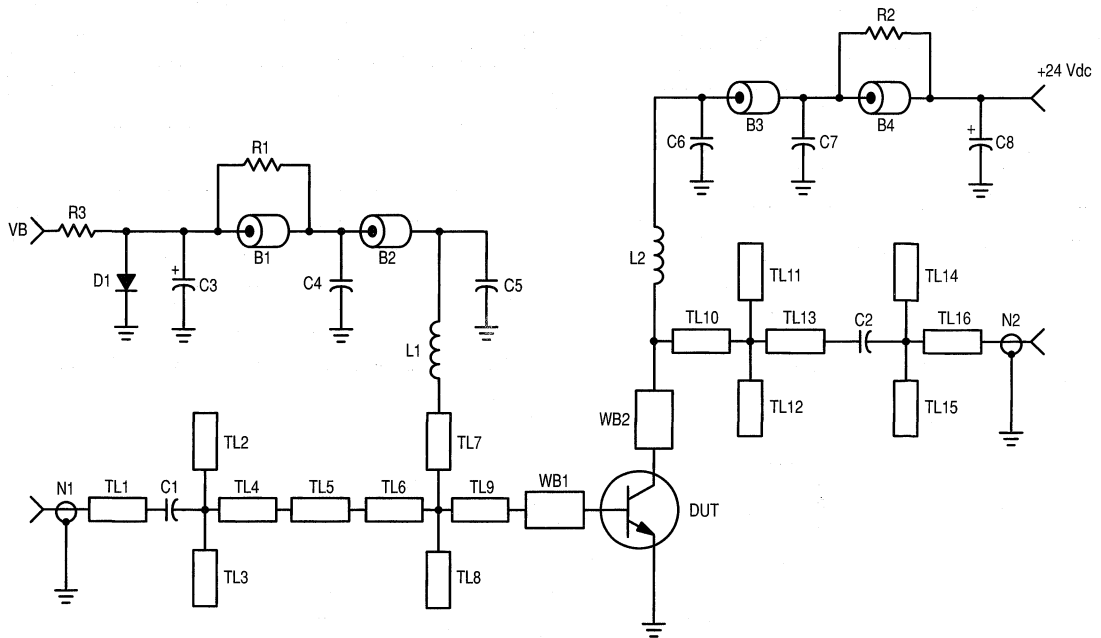 R2
+24 Vdc
B3
B4
C6
C7
+
C8
R1
R3
VB
B1
B2
D1
+
C3
C4
C5
L2
TL11
TL14
TL10
TL13
C2
TL16
N2
L1
TL12
TL15
WB2
TL2
TL7
N1
TL1
C1
TL4
TL5
TL6
TL9
WB1
DUT
TL3
TL8